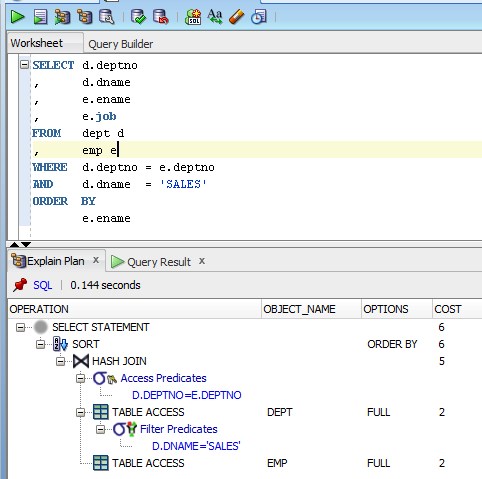 SQL
Aa
Worksheet Query Builder
SELECT d.deptno
, d.dname
, e.ename
, e.job
FROM dept d
, emp e
WHERE d.deptno = e.deptno
AND d.dname = 'SALES'
ORDER BY
e.ename
Explain Plan x Query Result x
SQL | 0.144 seconds
OPERATION OBJECT_NAME OPTIONS COST
SELECT STATEMENT 6
SORT ORDER BY 6
HASH JOIN 5
Access Predicates
D.DEPTNO=E.DEPTNO
TABLE ACCESS DEPT FULL 2
Filter Predicates
D.DNAME='SALES'
TABLE ACCESS EMP FULL 2